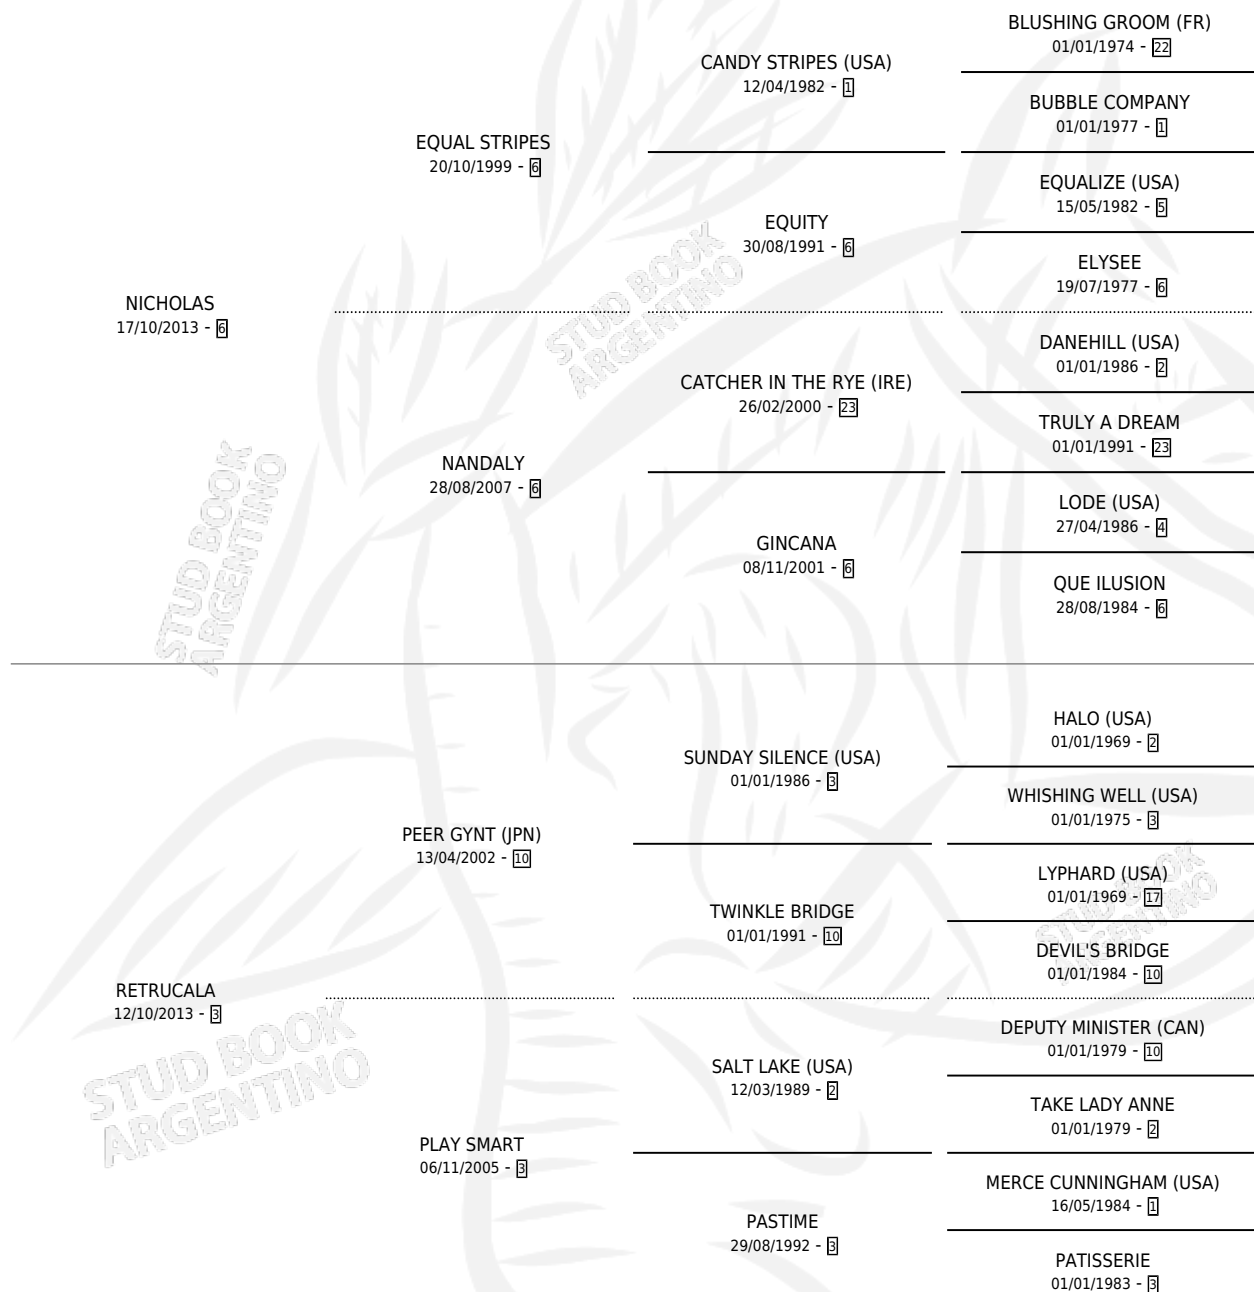 BLUSHING GROOM (FR)
01/01/1974 - 22
CANDY STRIPES (USA)
12/04/1982 - 1
BUBBLE COMPANY
01/01/1977 - 1
EQUAL STRIPES
20/10/1999 - 6
EQUALIZE (USA)
15/05/1982 - 5
EQUITY
30/08/1991 - 6
ELYSEE
19/07/1977 - 6
NICHOLAS
17/10/2013 - 6
DANEHILL (USA)
01/01/1986 - 2
CATCHER IN THE RYE (IRE)
26/02/2000 - 23
TRULY A DREAM
01/01/1991 - 23
NANDALY
28/08/2007 - 6
LODE (USA)
27/04/1986 - 4
GINCANA
08/11/2001 - 6
QUE ILUSION
28/08/1984 - 6
STUD BOOK
ARGENTINO
STUD BOOK
ARGENTINO
HALO (USA)
01/01/1969 - 2
SUNDAY SILENCE (USA)
01/01/1986 - 3
WHISHING WELL (USA)
01/01/1975 - 3
PEER GYNT (JPN)
13/04/2002 - 10
LYPHARD (USA)
01/01/1969 - 17
TWINKLE BRIDGE
01/01/1991 - 10
DEVIL'S BRIDGE
01/01/1984 - 10
RETRUCALA
12/10/2013 - 3
DEPUTY MINISTER (CAN)
01/01/1979 - 10
SALT LAKE (USA)
12/03/1989 - 2
TAKE LADY ANNE
01/01/1979 - 2
PLAY SMART
06/11/2005 - 3
MERCE CUNNINGHAM (USA)
16/05/1984 - 1
PASTIME
29/08/1992 - 3
PATISSERIE
01/01/1983 - 3
STUD BOOK
ARGENTINO
STUD BOOK
ARGENTINO